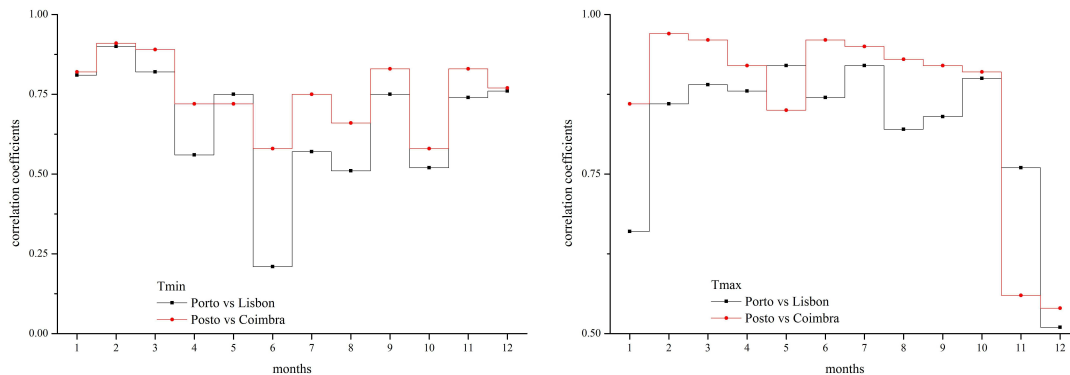 1.00
0.75
0.50
0.25
0.00
correlation coefficients
Tmin
Porto vs Lisbon
Posto vs Coimbra
1 2 3 4 5 6 7 8 9 10 11 12
months
1.00
0.75
0.50
correlation coefficients
Tmax
Porto vs Lisbon
Posto vs Coimbra
1 2 3 4 5 6 7 8 9 10 11 12
months